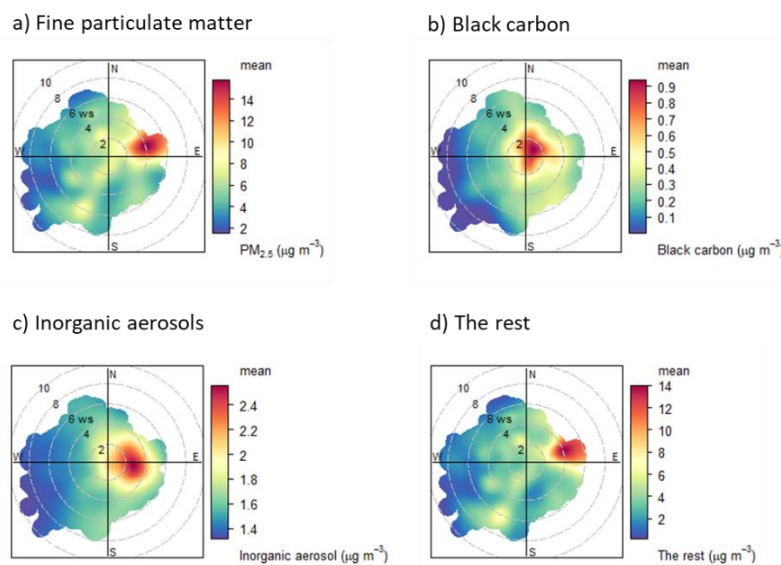 a) Fine particulate matter
b) Black carbon
mean
N
10
8
6 ws
4
2
W
E
S
14
12
10
8
6
4
2
PM2.5 (μg m−3)
mean
N
10
8
6 ws
4
2
W
E
S
0.9
0.8
0.7
0.6
0.5
0.4
0.3
0.2
0.1
Black carbon (μg m−3
c) Inorganic aerosols
d) The rest
mean
N
10
8
6 ws
4
2
W
E
S
2.4
2.2
2.0
1.8
1.6
1.4
Inorganic aerosol (μg m−3)
mean
N
10
8
6 ws
4
2
W
E
S
14
12
10
8
6
4
2
The rest (μg m−3)